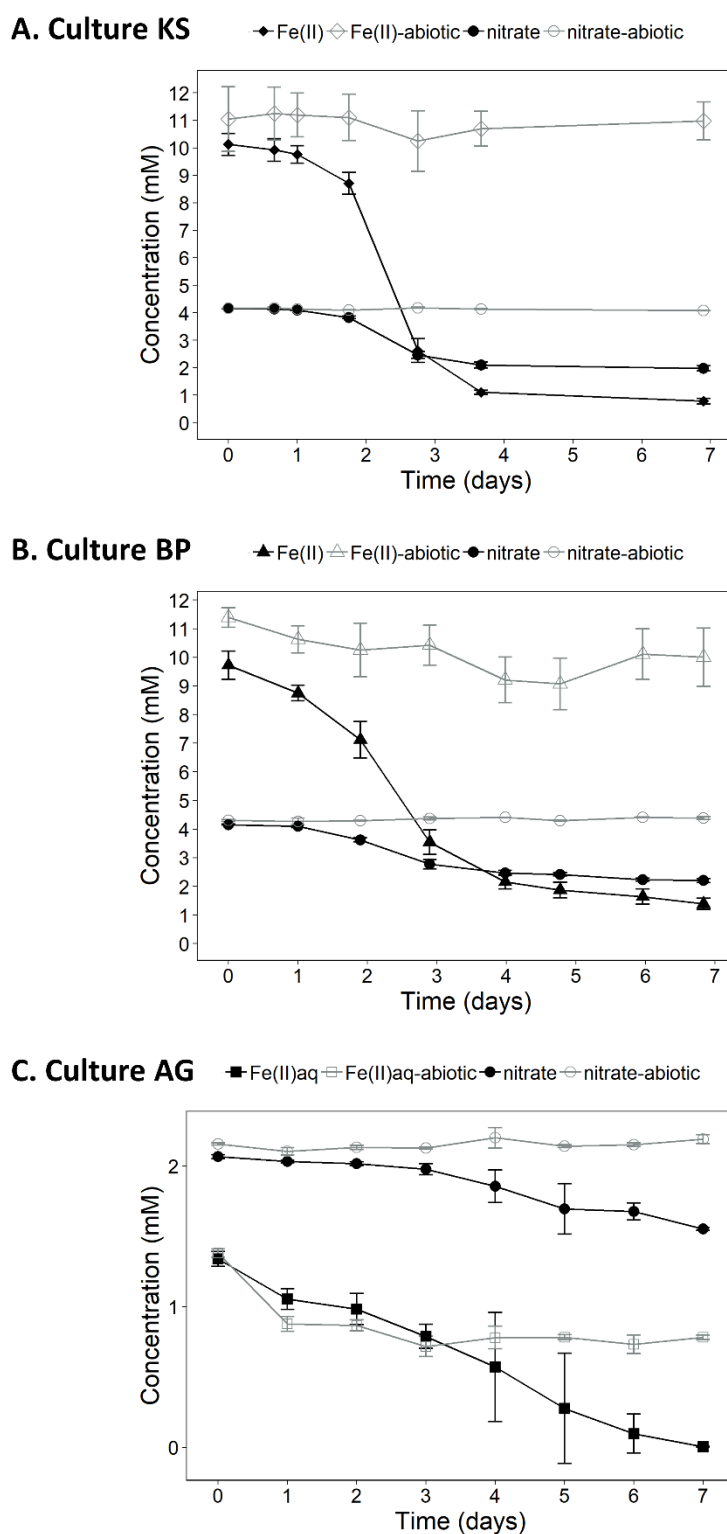 A. Culture KS
Fe(II) Fe(II)-abiotic nitrate nitrate-abiotic
Concentration (mM)
12
11
10
9
8
7
6
5
4
3
2
1
0
0 1 2 3 4 5 6 7
Time (days)
B. Culture BP
Fe(II) Fe(II)-abiotic nitrate nitrate-abiotic
Concentration (mM)
12
11
10
9
8
7
6
5
4
3
2
1
0
0 1 2 3 4 5 6 7
Time (days)
C. Culture AG
Fe(II)aq Fe(II)aq-abiotic nitrate nitrate-abiotic
Concentration (mM)
2
1
0
0 1 2 3 4 5 6 7
Time (days)